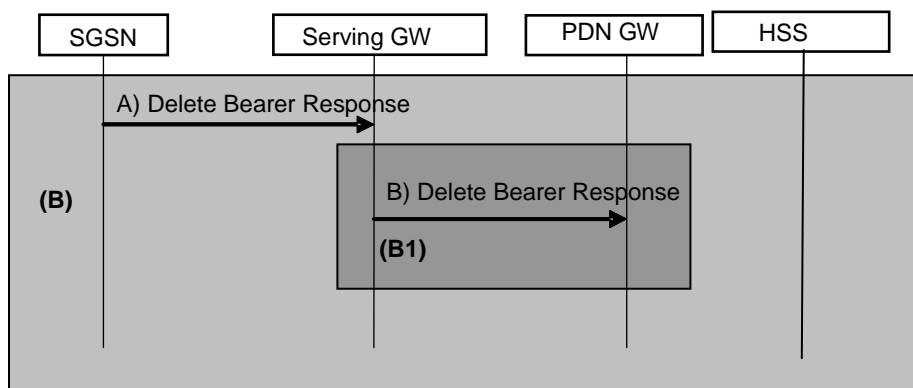 SGSN
Serving GW
PDN GW
HSS
A) Delete Bearer Response
(B)
B) Delete Bearer Response
(B1)